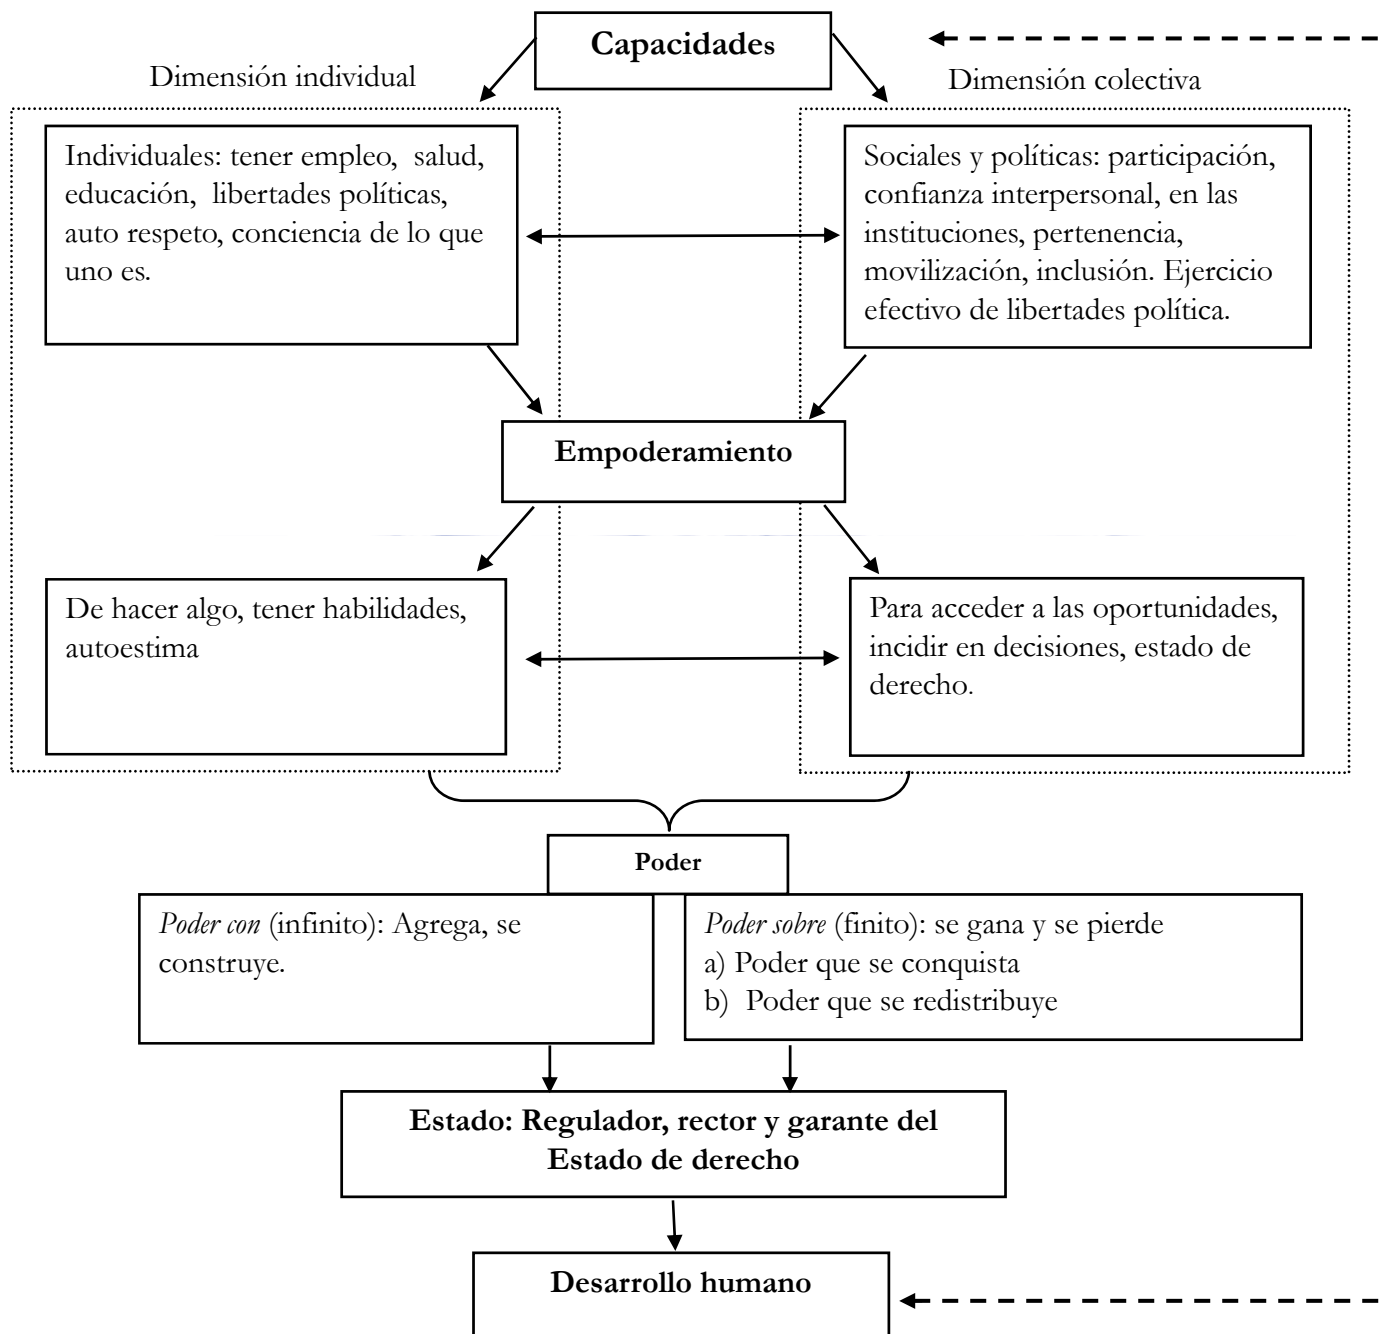 Capacidades
Dimensión individual
Dimensión colectiva
Individuales: tener empleo,  salud,
educación,  libertades políticas,
auto respeto, conciencia de lo que
uno es.
Sociales y políticas: participación,
confianza interpersonal, en las
instituciones, pertenencia,
movilización, inclusión. Ejercicio
efectivo de libertades política.
Empoderamiento
De hacer algo, tener habilidades,
autoestima
Para acceder a las oportunidades,
incidir en decisiones, estado de
derecho.
Poder
Poder con (infinito): Agrega, se
construye.
Poder sobre (finito): se gana y se pierde
a) Poder que se conquista
b)  Poder que se redistribuye
Estado: Regulador, rector y garante del
Estado de derecho
Desarrollo humano